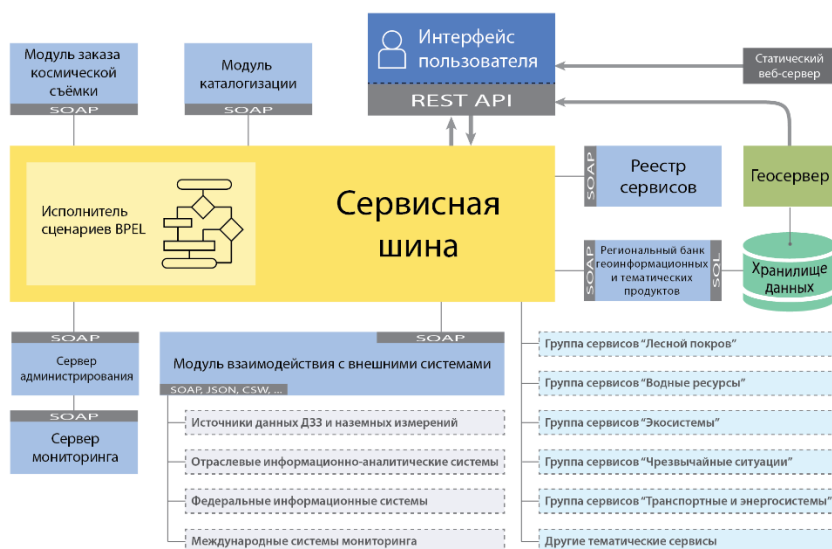 Модуль заказа
космической
съёмки
SOAP
Модуль
каталогизации
SOAP
Интерфейс
пользователя
REST API
Статический
веб-сервер
Исполнитель
сценариев BPEL
Сервисная
шина
SOAP
Реестр
сервисов
Геосервер
SOAP
Региональный банк
геоинформационных
и тематических
продуктов
SQL
Хранилище
данных
SOAP
Сервер
администрирования
SOAP
Сервер
мониторинга
SOAP
Модуль взаимодействия с внешними системами
SOAP, JSON, CSW, ...
Источники данных ДЗЗ и наземных измерений
Отраслевые информационно-аналитические системы
Федеральные информационные системы
Международные системы мониторинга
Группа сервисов "Лесной покров"
Группа сервисов "Водные ресурсы"
Группа сервисов "Экосистемы"
Группа сервисов "Чрезвычайные ситуации"
Группа сервисов "Транспортные и энергосистемы"
Другие тематические сервисы